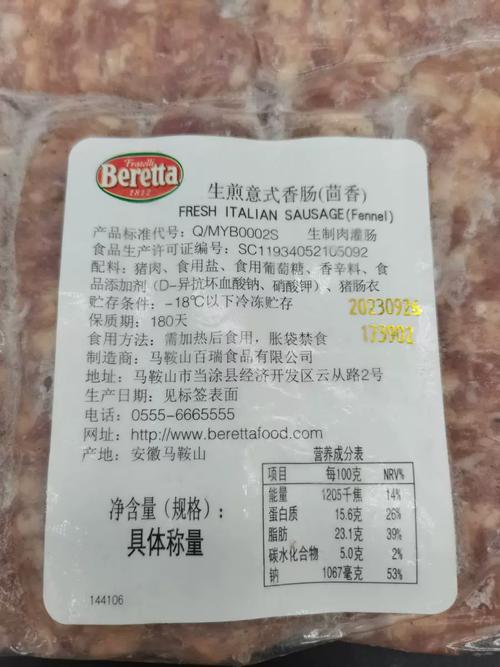 Fratelli
Beretta
1812
生煎意式香肠(茴香)
FRESH ITALIAN SAUSAGE(Fennel)
产品标准代号：Q/MYB0002S 生制肉灌肠
食品生产许可证编号：SC11934052105092
配料：猪肉、食用盐、食用葡萄糖、香辛料、食
品添加剂（D-异抗坏血酸钠、硝酸钾）、猪肠衣
贮存条件：-18℃以下冷冻贮存
20230926
保质期：180天
173902
食用方法：需加热后食用，胀袋禁食
制造商：马鞍山百瑞食品有限公司
地址：马鞍山市当涂县经济开发区云从路2号
生产日期：见标签表面
电话：0555-6665555
网址：http://www.berettafood.com
产地：安徽马鞍山
营养成分表
项目 每100克 NRV%
能量 1205千焦 14%
蛋白质 15.6克 26%
脂肪 23.1克 39%
碳水化合物 5.0克 2%
钠 1067毫克 53%
净含量（规格）：
具体称量
144106